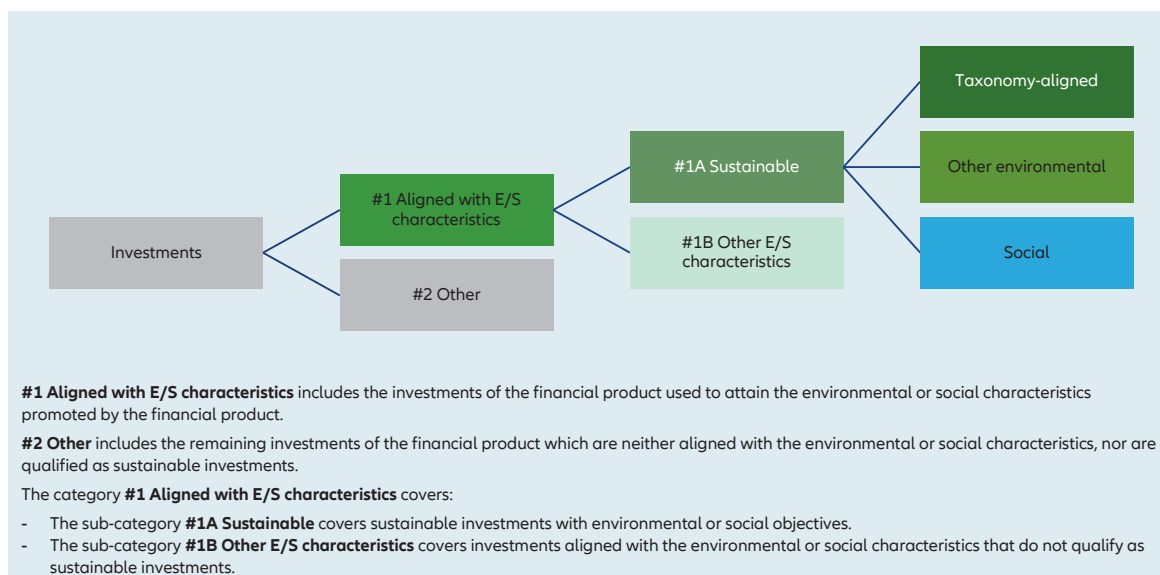 Taxonomy-aligned
#1A Sustainable
Other environmental
#1 Aligned with E/S
characteristics
Investments
#1B Other E/S
characteristics
Social
#2 Other
#1 Aligned with E/S characteristics includes the investments of the financial product used to attain the environmental or social characteristics
promoted by the financial product.
#2 Other includes the remaining investments of the financial product which are neither aligned with the environmental or social characteristics, nor are
qualified as sustainable investments.
The category #1 Aligned with E/S characteristics covers:
- The sub-category #1A Sustainable covers sustainable investments with environmental or social objectives.
- The sub-category #1B Other E/S characteristics covers investments aligned with the environmental or social characteristics that do not qualify as
sustainable investments.